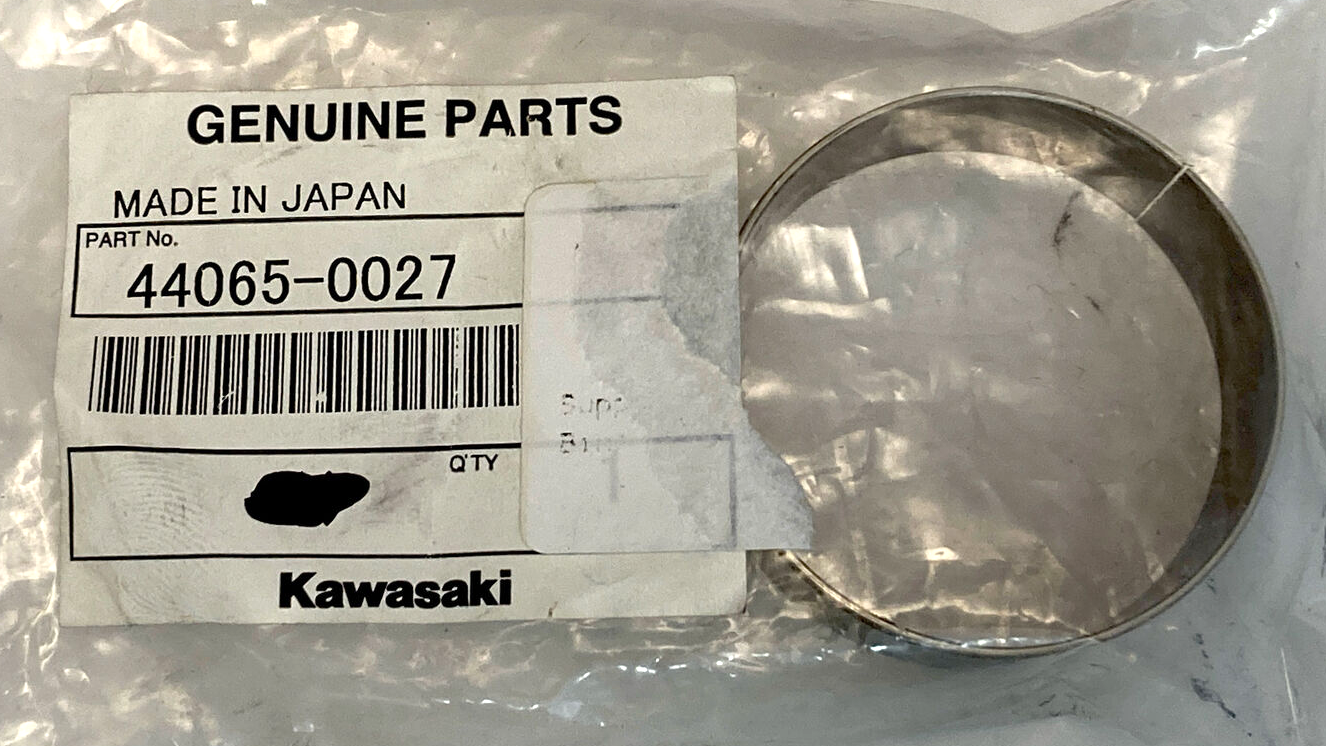 GENUINE PARTS
MADE IN JAPAN
PART No.
44065-0027
Q'TY
Kawasaki